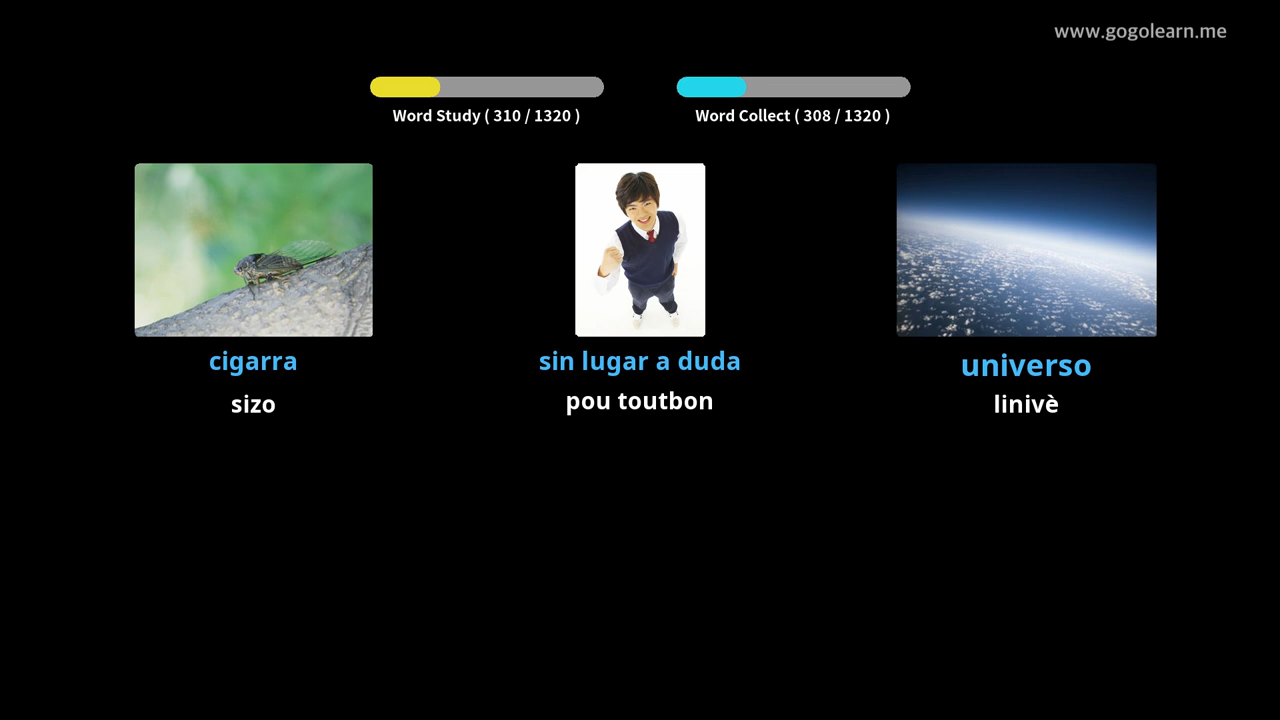 www.gogolearn.me
Word Study ( 310 / 1320 )
Word Collect ( 308 / 1320 )
cigarra
sizo
sin lugar a duda
pou toutbon
universo
linivè